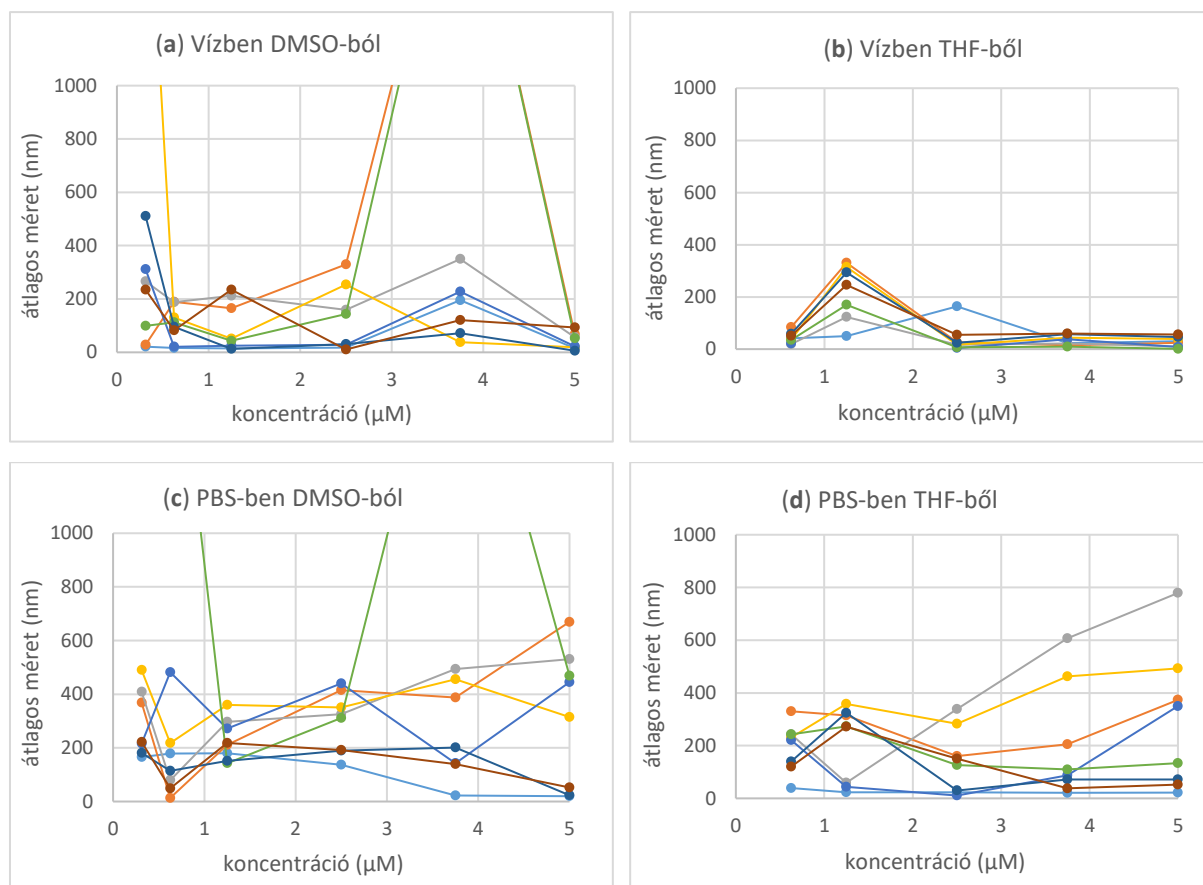 (a) Vízben DMSO-ból
átlagos méret (nm)
1000
800
600
400
200
0
0 1 2 3 4 5
koncentráció (µM)
(b) Vízben THF-ből
átlagos méret (nm)
1000
800
600
400
200
0
0 1 2 3 4 5
koncentráció (µM)
(c) PBS-ben DMSO-ból
átlagos méret (nm)
1000
800
600
400
200
0
0 1 2 3 4 5
koncentráció (µM)
(d) PBS-ben THF-ből
átlagos méret (nm)
1000
800
600
400
200
0
0 1 2 3 4 5
koncentráció (µM)